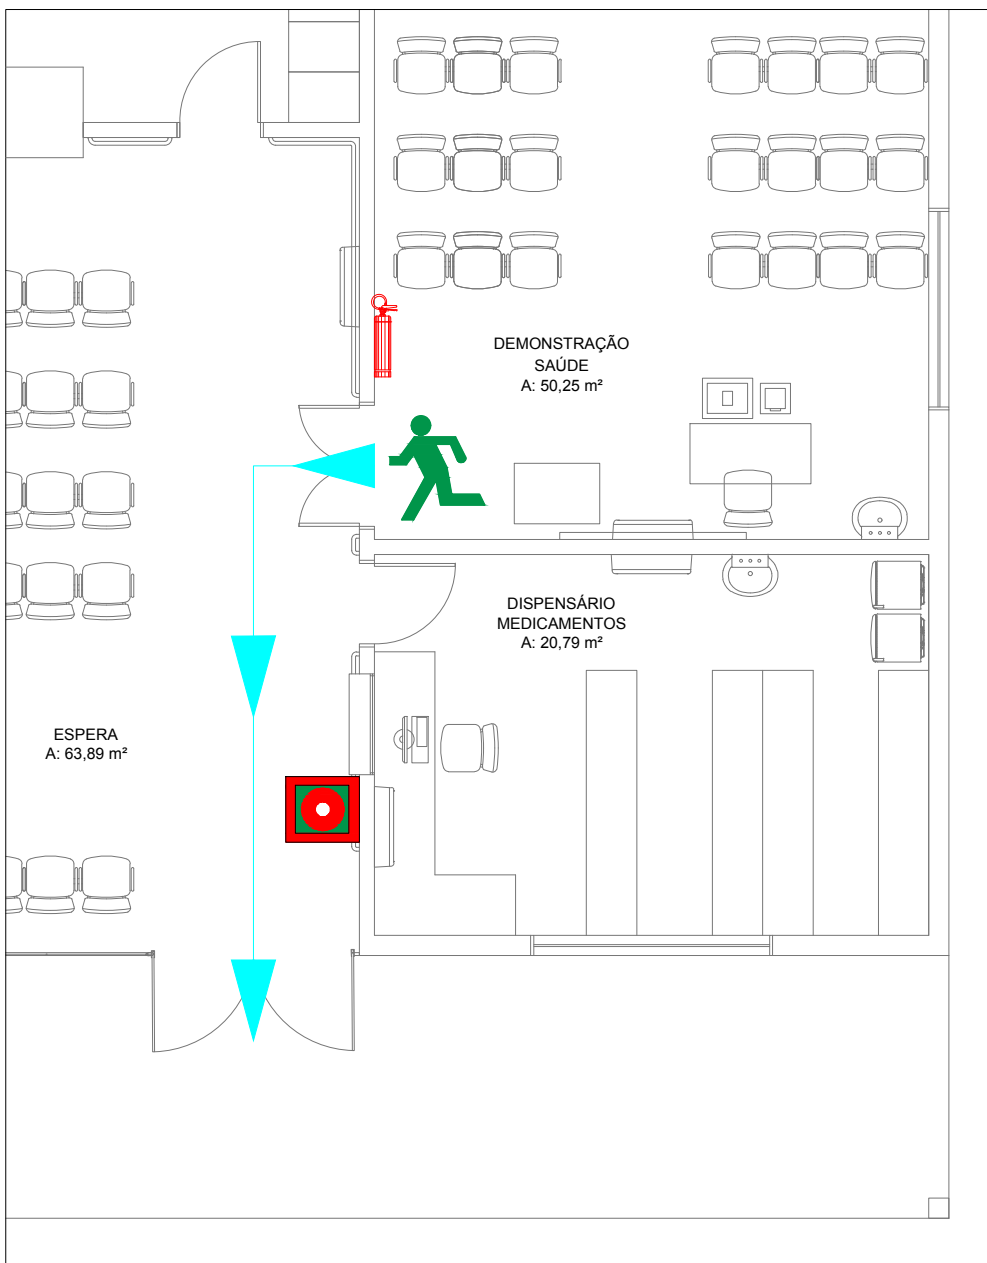 DEMONSTRAÇÃO
SAÚDE
A: 50,25 m²
DISPENSÁRIO
MEDICAMENTOS
A: 20,79 m²
ESPERA
A: 63,89 m²